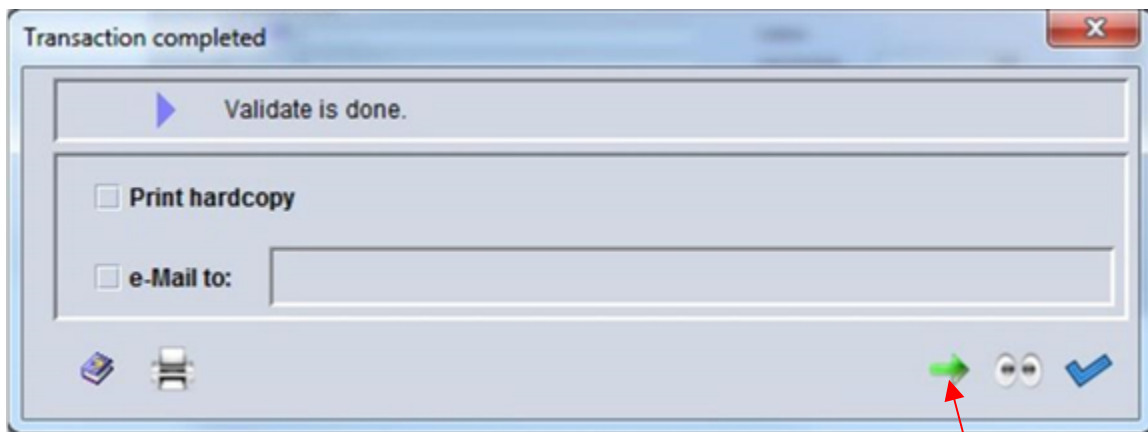 Transaction completed
Validate is done.
Print hardcopy
e-Mail to: